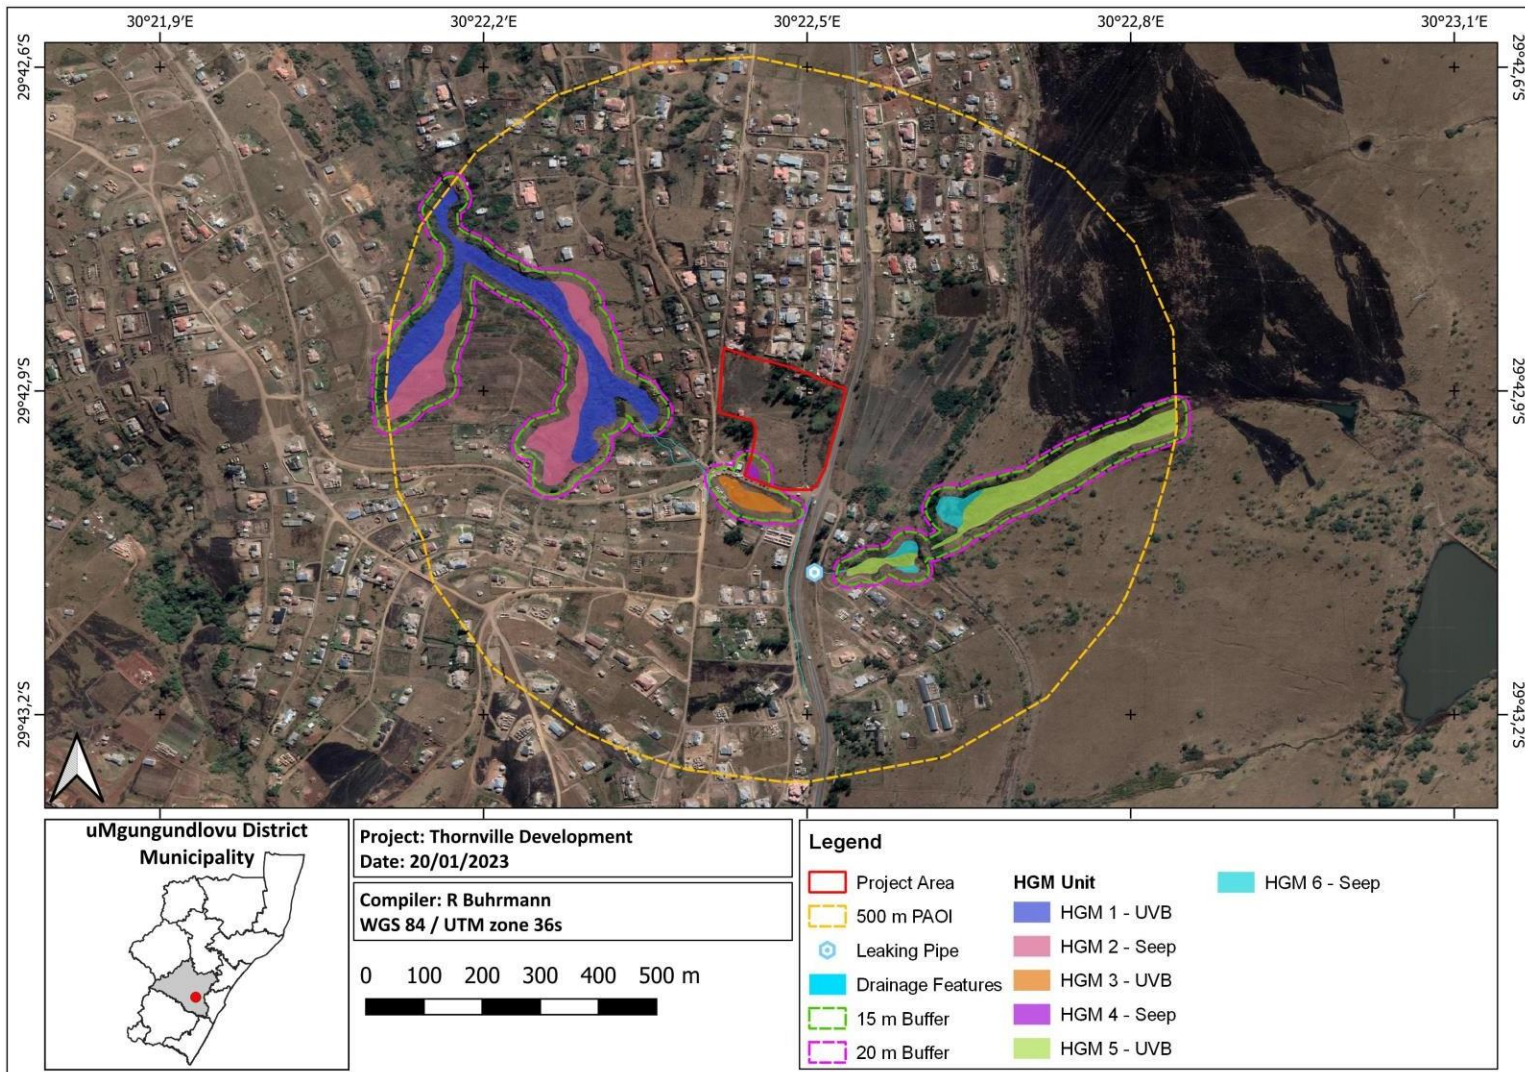 30°21,9'E 30°22,2'E 30°22,5'E 30°22,8'E 30°23,1'E
29°42,6'S 29°42,6'S
29°42,9'S 29°42,9'S
29°43,2'S 29°43,2'S
uMgungundlovu District
Municipality
Project: Thornville Development
Date: 20/01/2023
Compiler: R Buhrmann
WGS 84 / UTM zone 36s
0 100 200 300 400 500 m
Legend
Project Area
500 m PAOI
Leaking Pipe
Drainage Features
15 m Buffer
20 m Buffer
HGM Unit
HGM 1 - UVB
HGM 2 - Seep
HGM 3 - UVB
HGM 4 - Seep
HGM 5 - UVB
HGM 6 - Seep